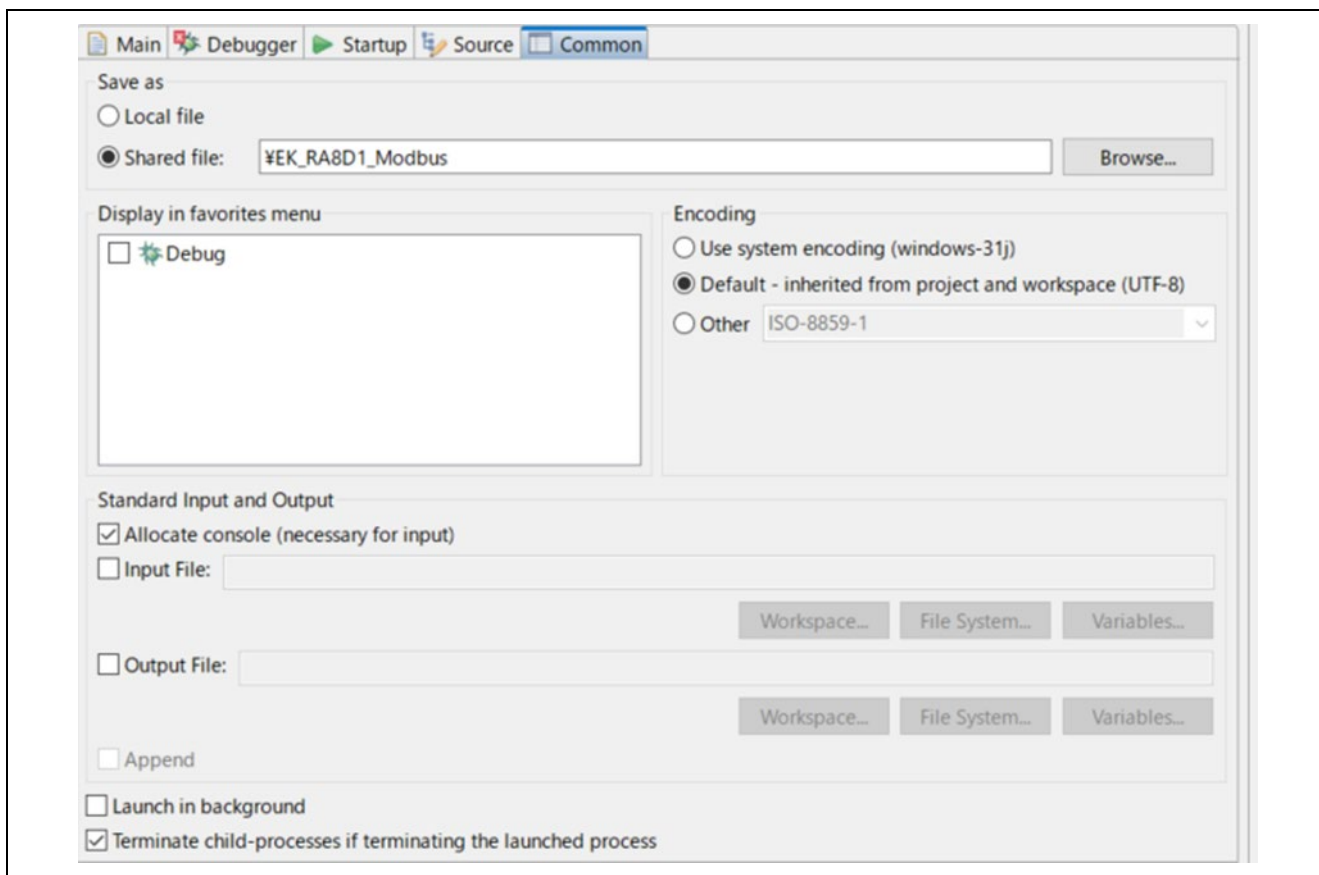 Main Debugger Startup Source Common
Save as
Local file
Shared file: ¥EK_RA8D1_Modbus Browse...
Display in favorites menu
Debug
Encoding
Use system encoding (windows-31j)
Default - inherited from project and workspace (UTF-8)
Other ISO-8859-1
Standard Input and Output
Allocate console (necessary for input)
Input File:
Workspace... File System... Variables...
Output File:
Workspace... File System... Variables...
Append
Launch in background
Terminate child-processes if terminating the launched process